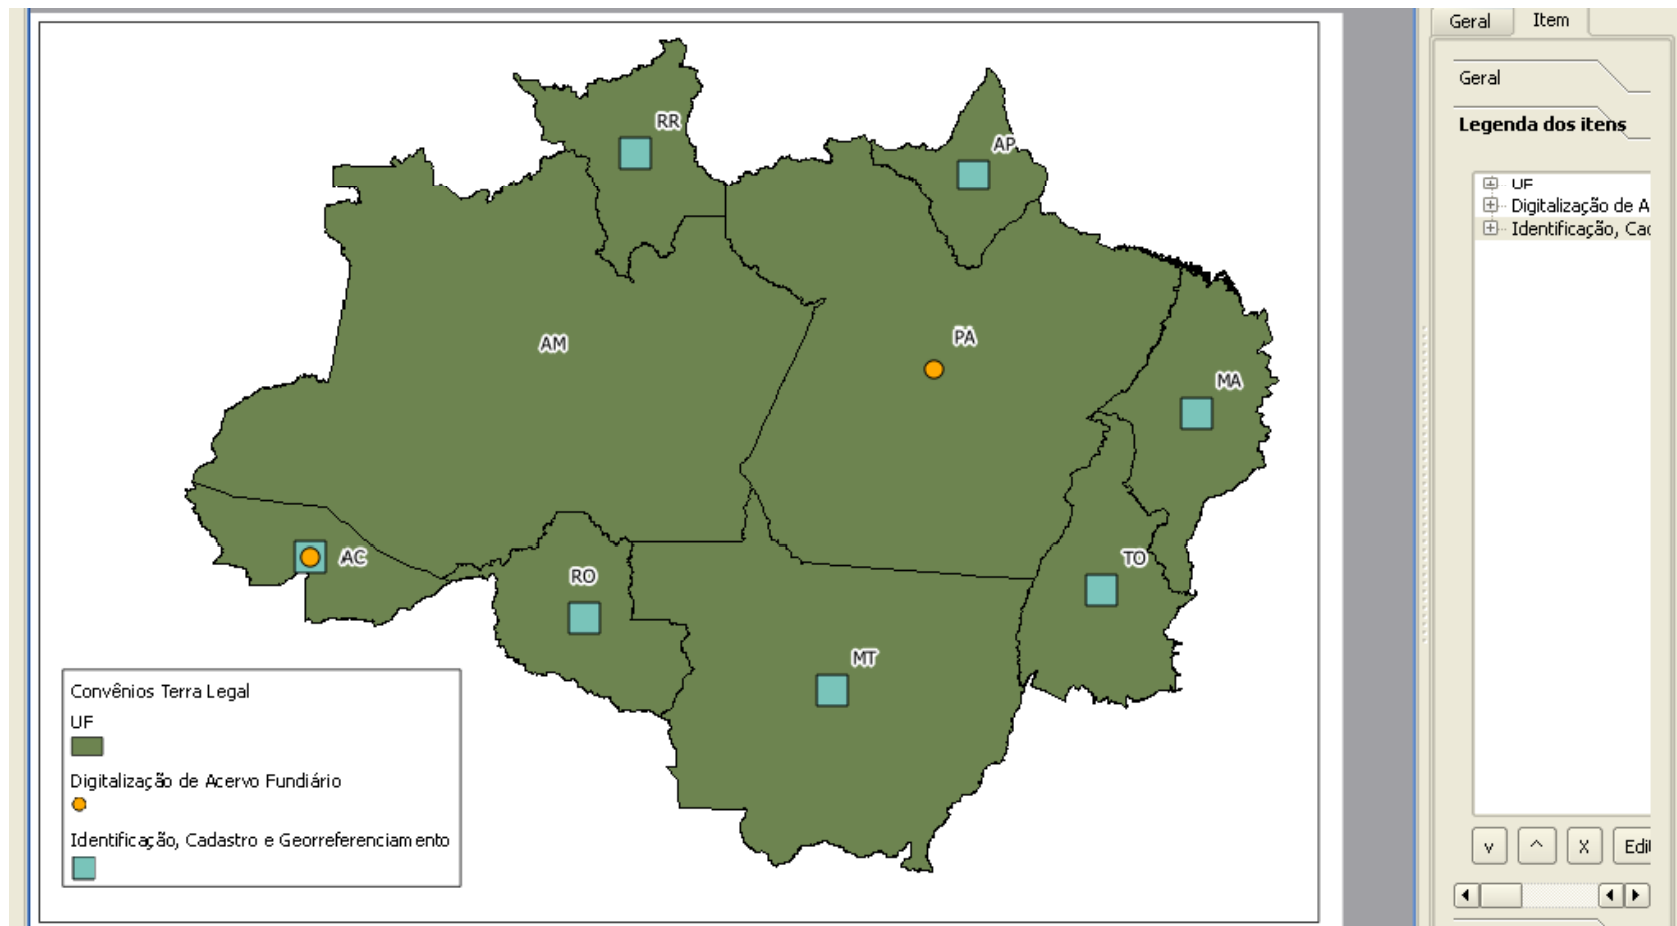 Geral Item
Geral
Legenda dos itens
UF
Digitalização de A
Identificação, Cad
v ^ X Edi
RR
AP
AM
PA
MA
AC
RO
TO
MT
Convênios Terra Legal
UF
Digitalização de Acervo Fundiário
Identificação, Cadastro e Georreferenciamento